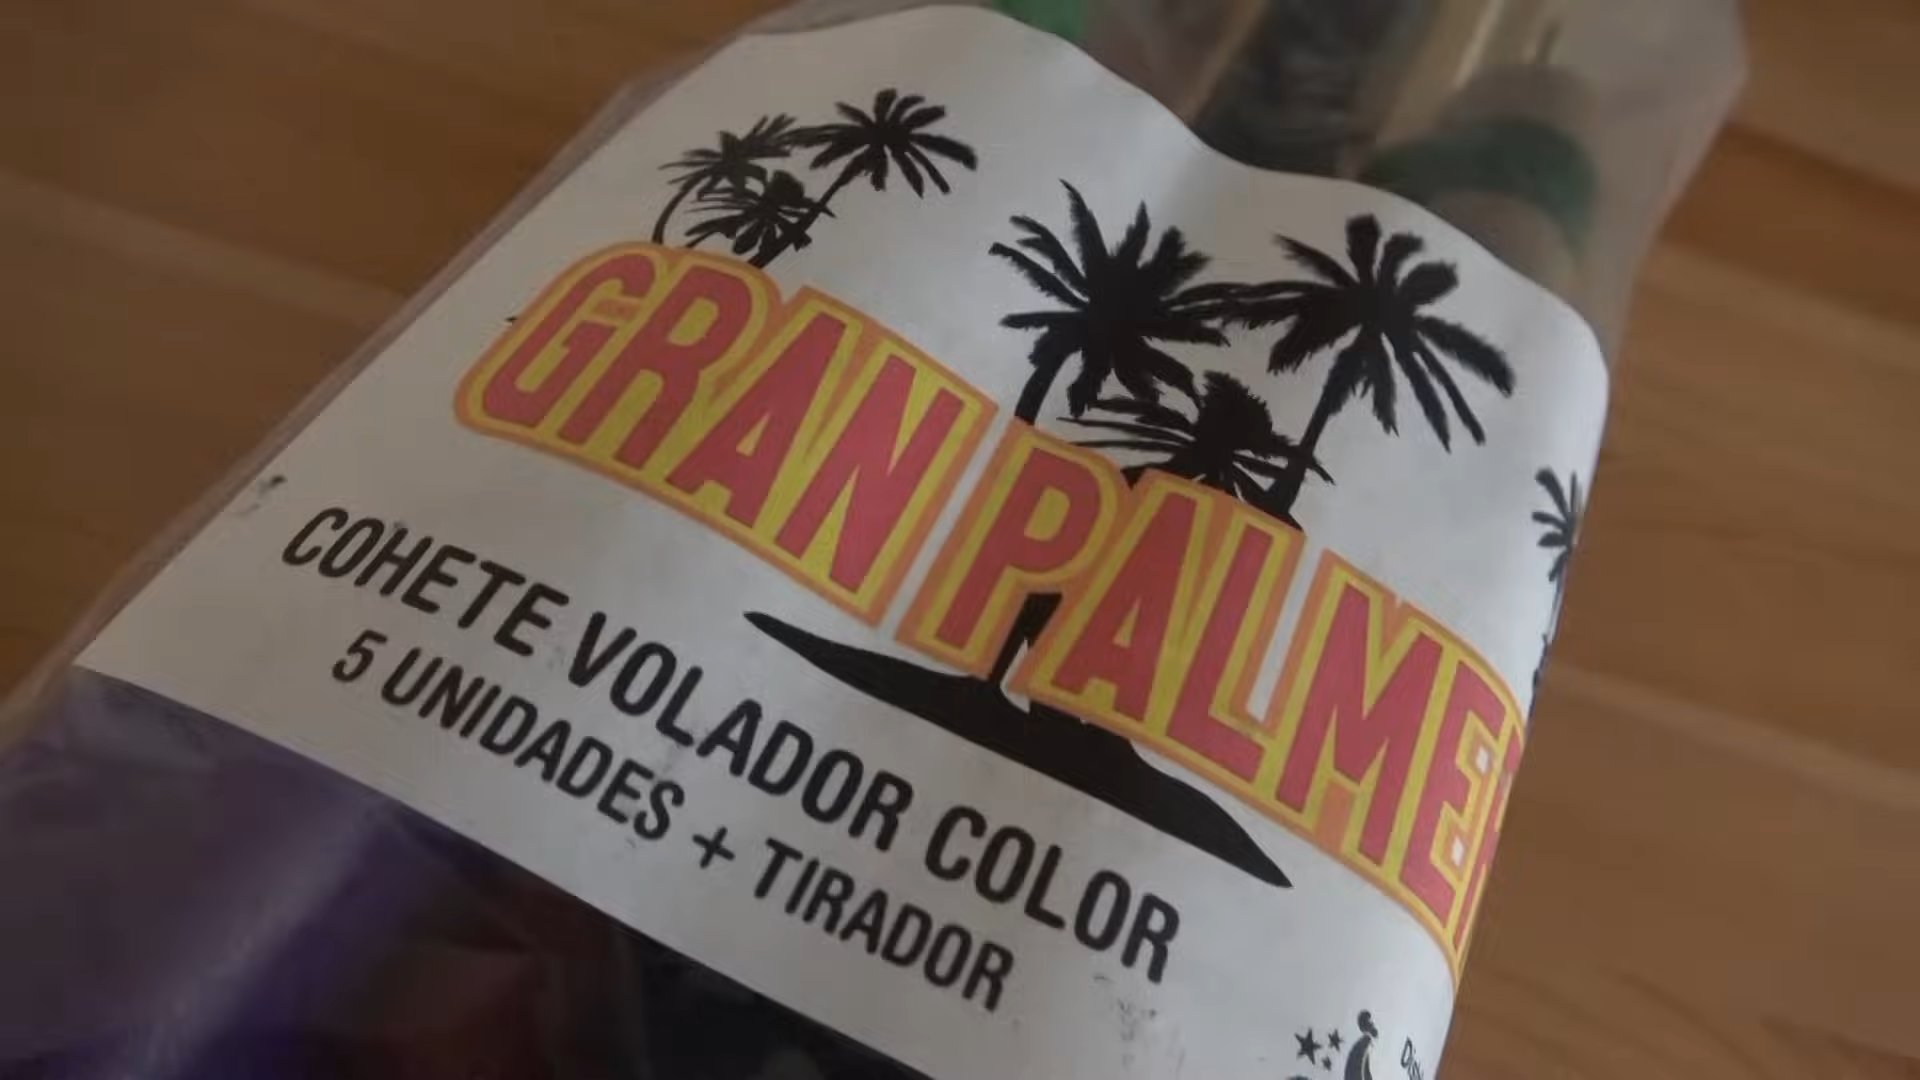 GRAN PALMER
COHETE VOLADOR COLOR
5 UNIDADES + TIRADOR